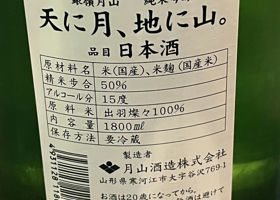 銀嶺月山
天に月、地に山。
品目 日本酒
原材料名 米(国産)、米麹(国産米)
精米歩合 50%
アルコール分 15度
原料米 出羽燦々100%
内容量 1800ml
保存方法 要冷蔵
製造者
月山酒造株式会社
山形県寒河江市大字谷沢769-1
お酒は20歳になってから。